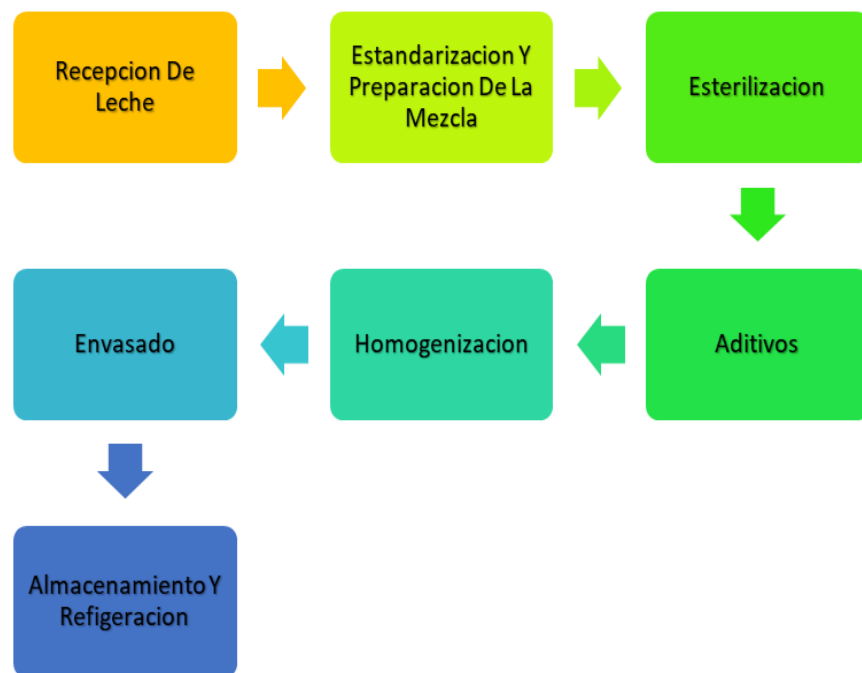 Recepcion De
Leche
Estandarizacion Y
Preparacion De La
Mezcla
Esterilizacion
Aditivos
Homogenizacion
Envasado
Almacenamiento Y
Refigeracion